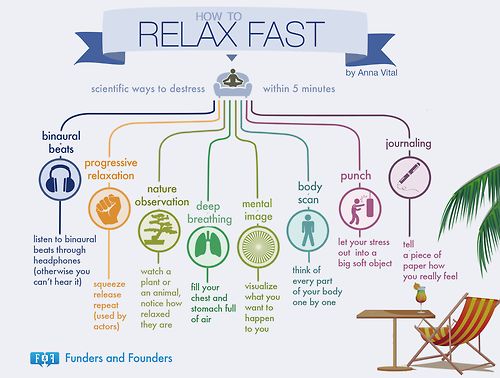 HOW TO
RELAX FAST
by Anna Vital
scientific ways to destress
within 5 minutes
binaural
beats
listen to binaural
beats through
headphones
(otherwise you
can't hear it)
progressive
relaxation
squeeze
release
repeat
(used by
actors)
nature
observation
watch a
plant or
an animal,
notice how
relaxed
they are
deep
breathing
fill your
chest and
stomach full
of air
mental
image
visualize
what you
want to
happen
to you
body
scan
think of
every part
of your body
one by one
punch
let your stress
out into a
big soft object
journaling
tell
a piece of
paper how
you really feel
F&F Funders and Founders